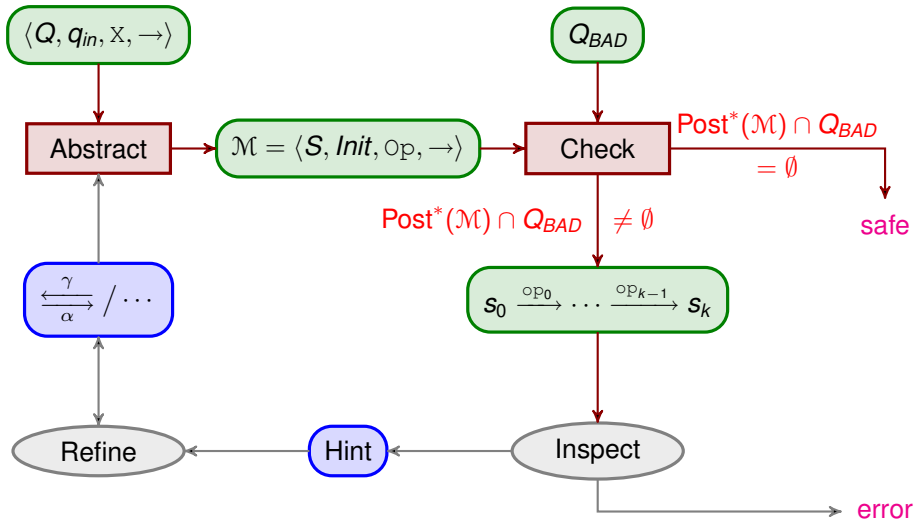 ⟨Q, q_in, X, →⟩
Q_BAD
Abstract
ℳ = ⟨S, Init, Op, →⟩
Check
Post*(ℳ) ∩ Q_BAD
= ∅
safe
Post*(ℳ) ∩ Q_BAD ≠ ∅
γ
← → / ···
α
s_0 —op_0→ ··· —op_{k−1}→ s_k
Refine
Hint
Inspect
error